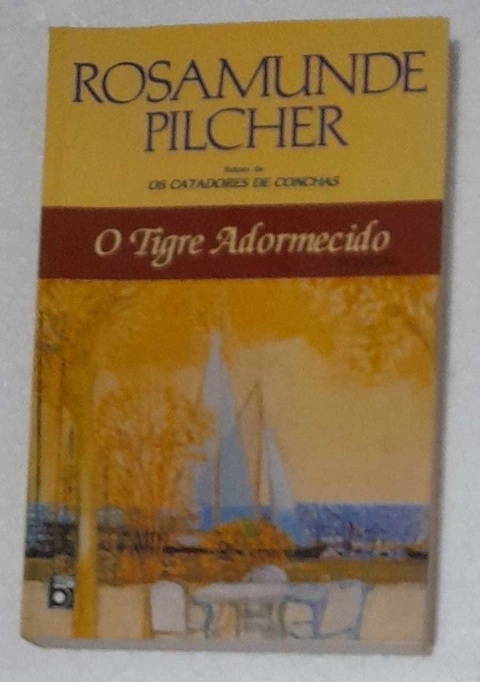 ROSAMUNDE
PILCHER
Autora de
OS CATADORES DE CONCHAS
O Tigre Adormecido
b